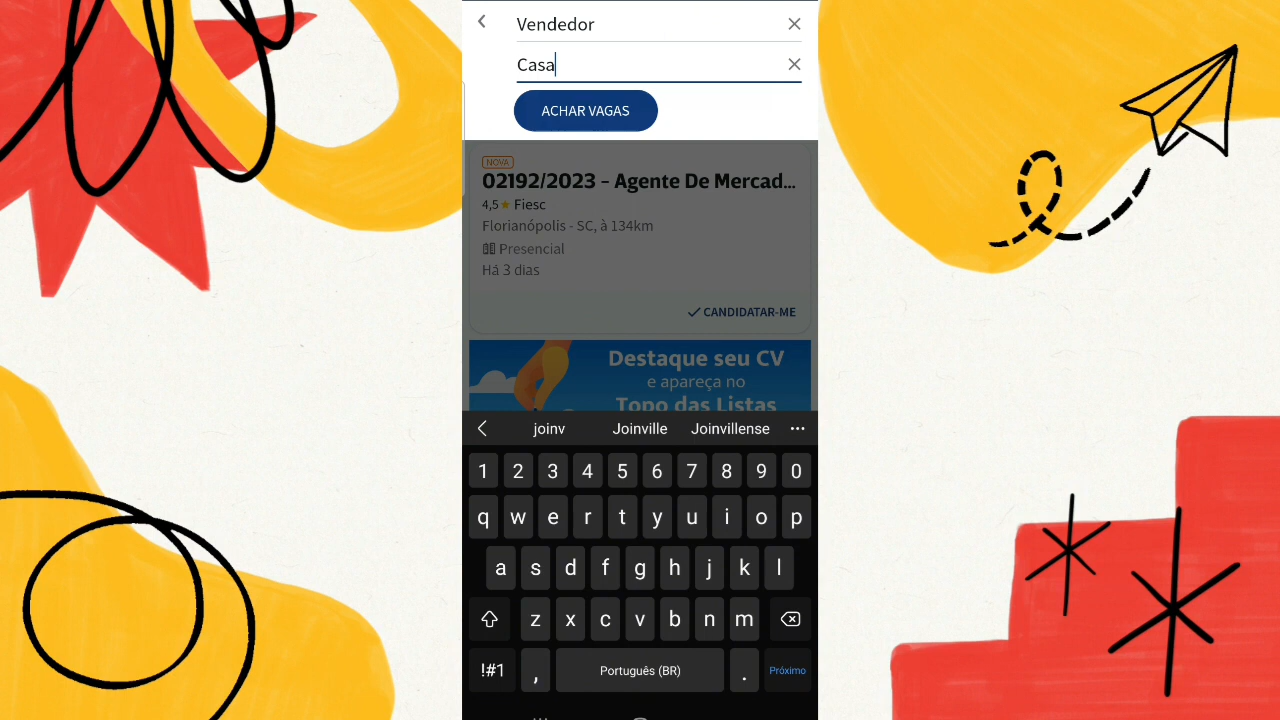 Vendedor
Casa
ACHAR VAGAS
NOVA
02192/2023 - Agente De Mercad...
4,5★ Fiesc
Florianópolis - SC, à 134km
Presencial
Há 3 dias
CANDIDATAR-ME
Destaque seu CV
e apareça no
Topo das Listas
joinv Joinville Joinvillense ...
1 2 3 4 5 6 7 8 9 0
q w e r t y u i o p
a s d f g h j k l
z x c v b n m
!#1 , Português (BR) . Próximo